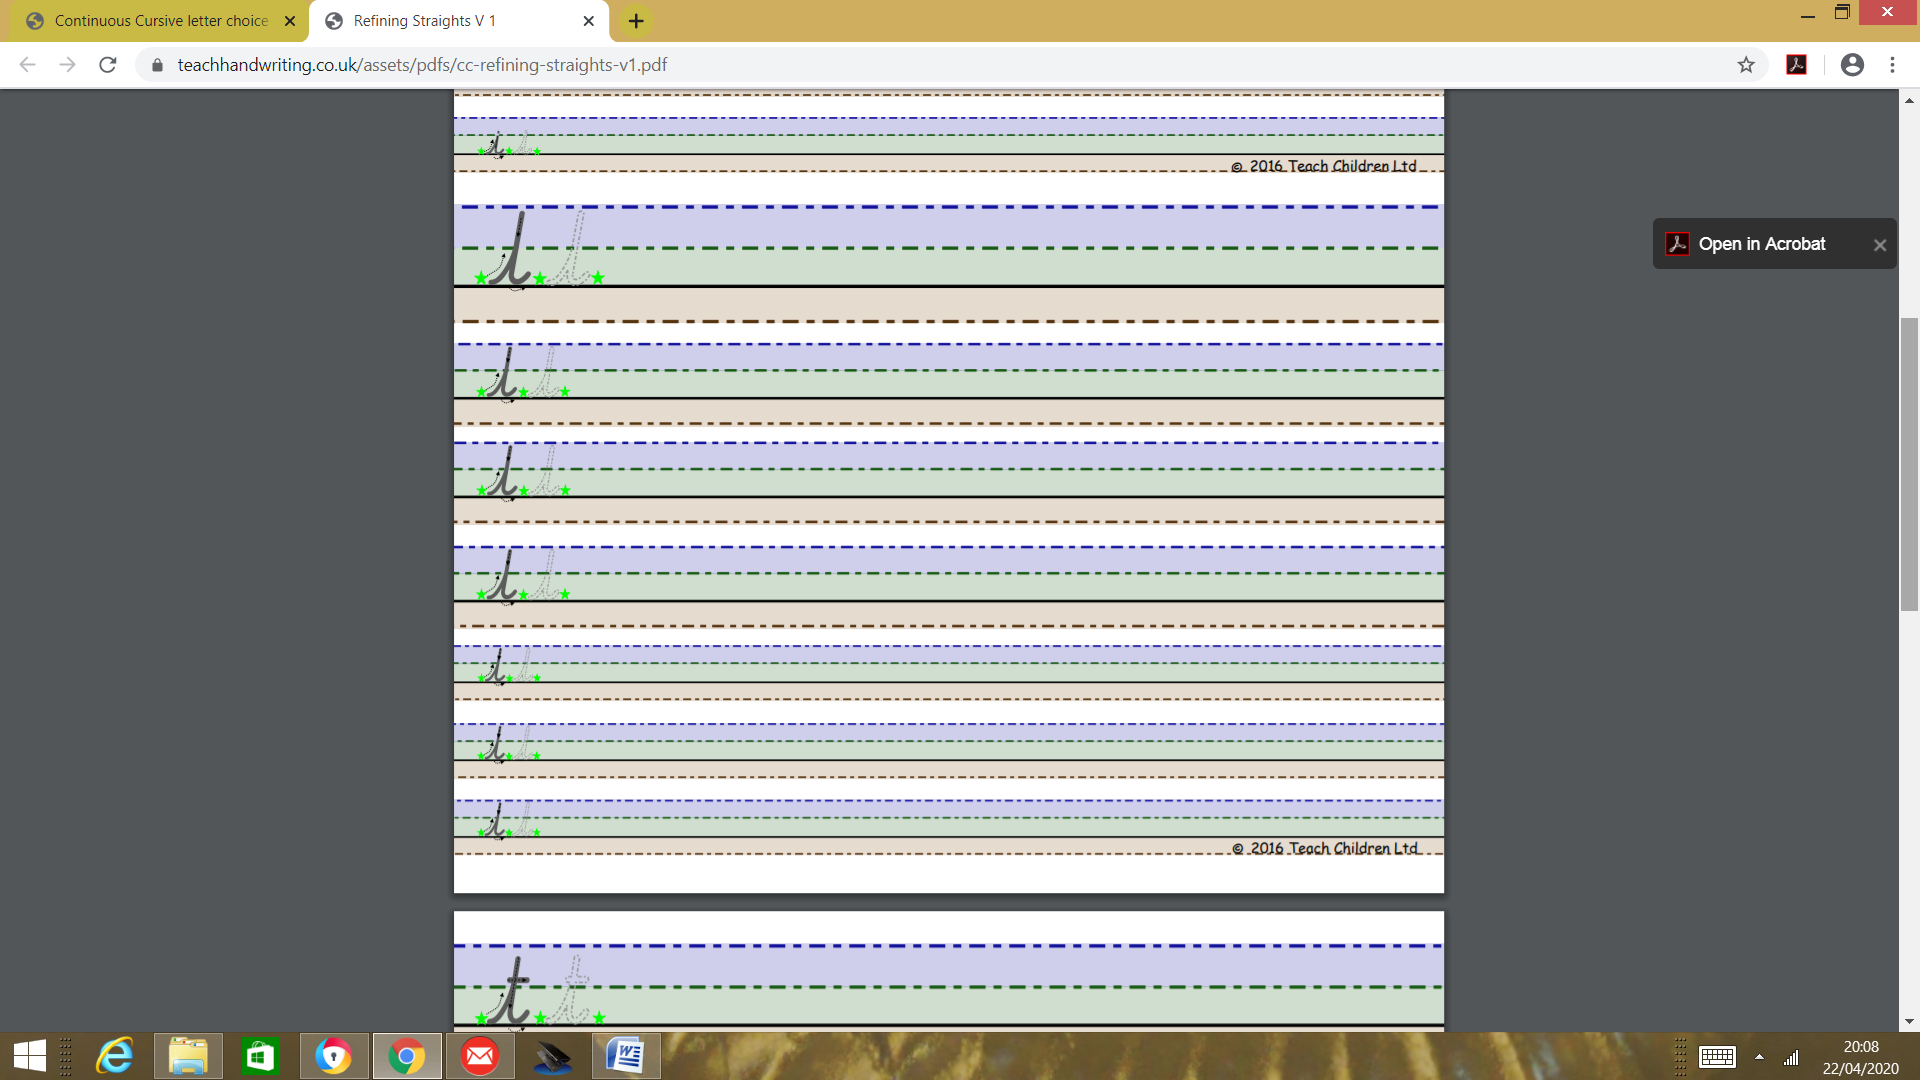 Continuous Cursive letter choice
Refining Straights V 1
teachhandwriting.co.uk/assets/pdfs/cc-refining-straights-v1.pdf
i i
© 2016 Teach Children Ltd
Open in Acrobat
l l
l l
l l
l l
l l
l l
l l
© 2016 Teach Children Ltd
t t
20:08
22/04/2020